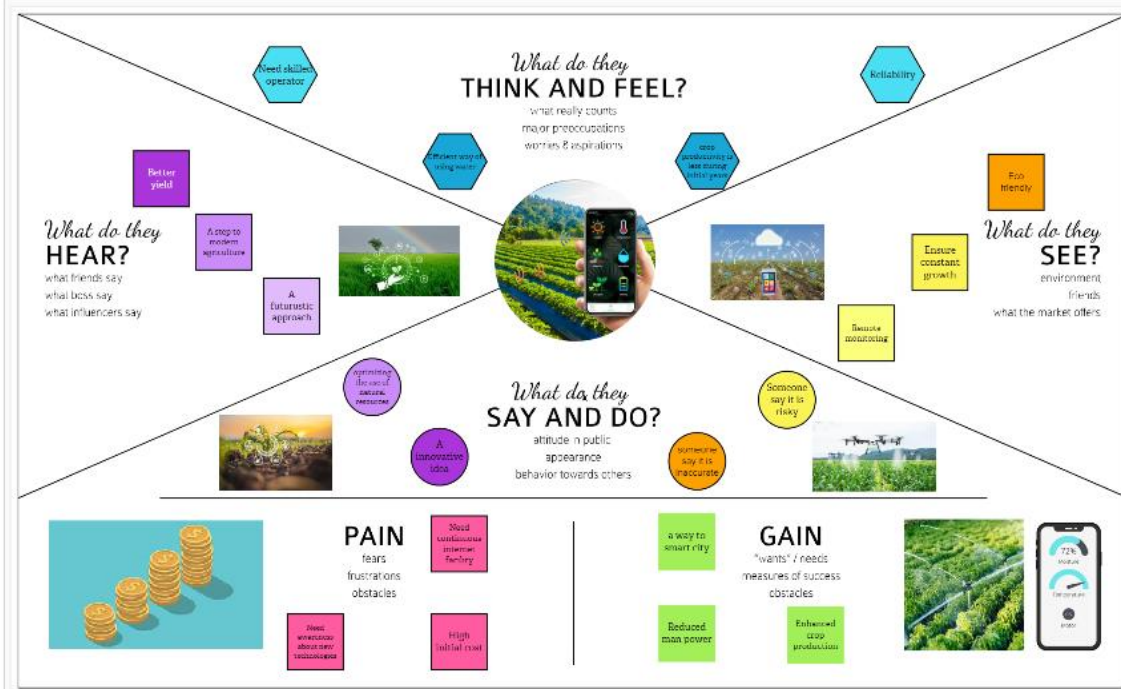 What do they
THINK AND FEEL?
what really counts
major preoccupations
worries & aspirations
Need skilled
operator
Reliability
Efficient way of
using water
crop
productivity is
less during
initial years
What do they
HEAR?
what friends say
what boss say
what influencers say
Better
yield
A step to
modern
agriculture
A
futurustic
approach
What do they
SEE?
environment
friends
what the market offers
Eco
friendly
Ensure
constant
growth
Remote
monitoring
What do they
SAY AND DO?
attitude in public
appearance
behavior towards others
optimizing
the use of
natural
resources
A
innovative
idea
Someone
say it is
risky
someone
say it is
inaccurate
PAIN
fears
frustrations
obstacles
Need
continuous
internet
facility
Need
about new
technologies
High
initial cost
GAIN
"wants" / needs
measures of success
obstacles
a way to
smart city
Reduced
man power
Enhanced
crop
production
72%
Moisture
Temperature